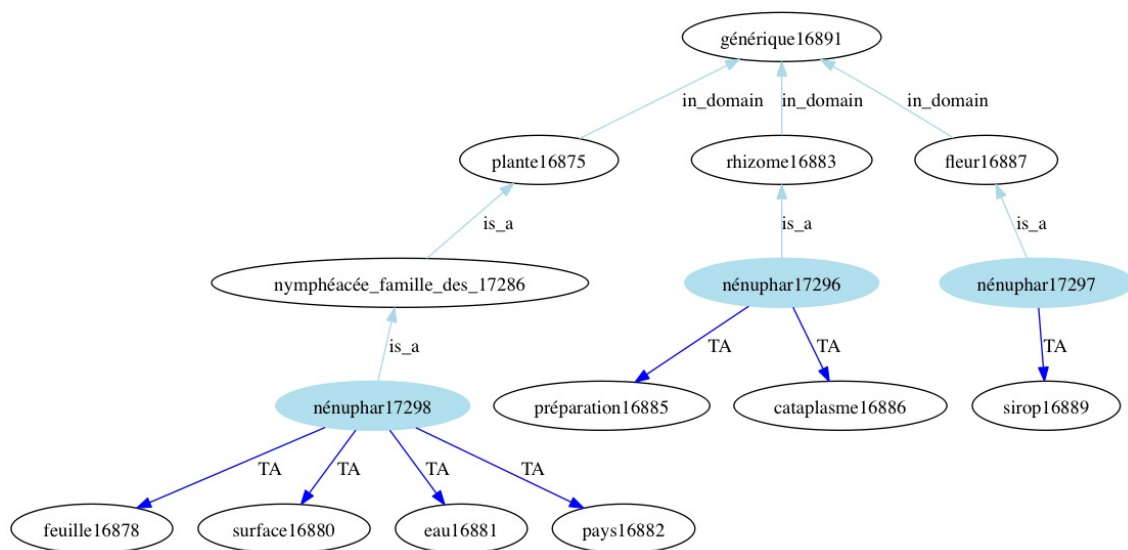 générique16891
in_domain in_domain in_domain
plante16875 rhizome16883 fleur16887
is_a is_a is_a
nymphéacée_famille_des_17286 nénuphar17296 nénuphar17297
is_a TA TA TA
nénuphar17298 préparation16885 cataplasme16886 sirop16889
TA TA TA TA
feuille16878 surface16880 eau16881 pays16882